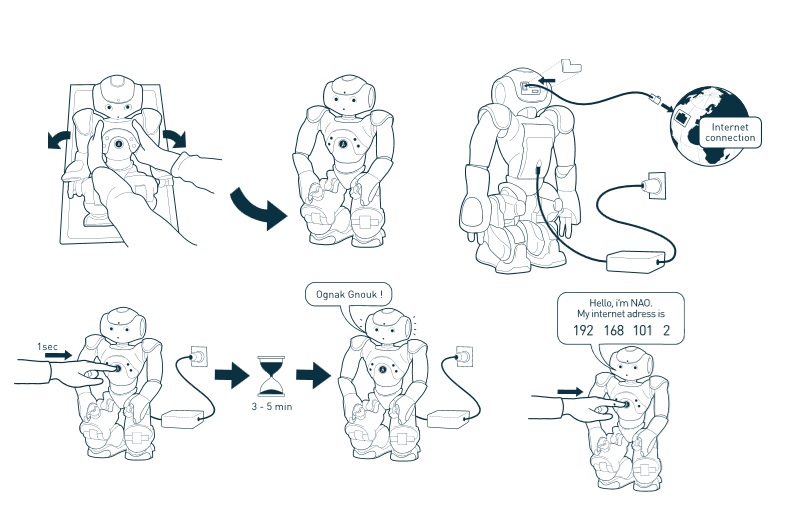 Internet
connection
1sec
3 - 5 min
Ognak Gnouk !
Hello, i'm NAO.
My internet adress is
192 168 101 2